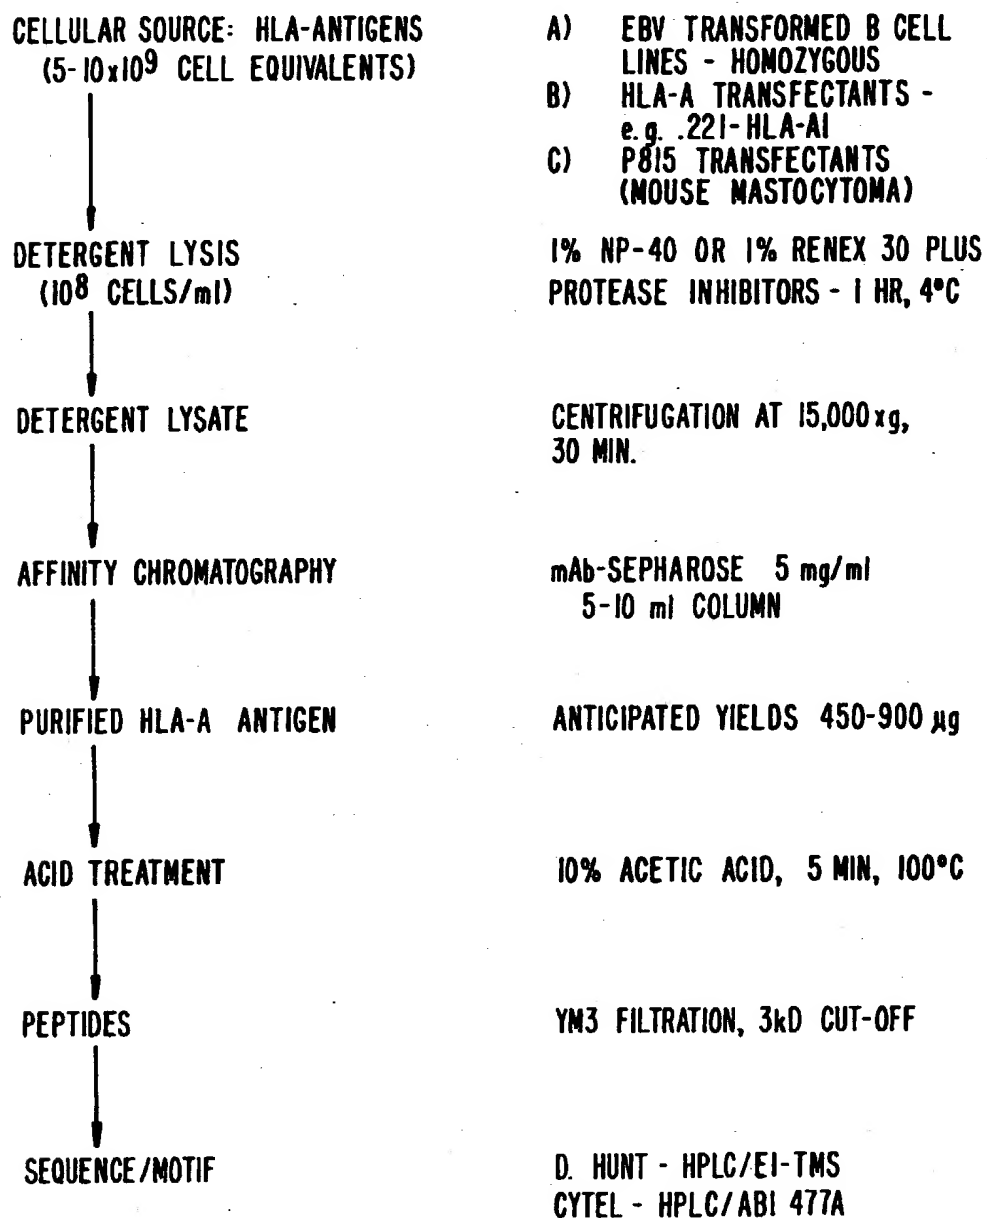 CELLULAR SOURCE: HLA-ANTIGENS
(5-10x10⁹ CELL EQUIVALENTS)
A) EBV TRANSFORMED B CELL
LINES - HOMOZYGOUS
B) HLA-A TRANSFECTANTS -
e.g. .221-HLA-A1
C) P815 TRANSFECTANTS
(MOUSE MASTOCYTOMA)
DETERGENT LYSIS
(10⁸ CELLS/ml)
1% NP-40 OR 1% RENEX 30 PLUS
PROTEASE INHIBITORS - 1 HR, 4°C
DETERGENT LYSATE
CENTRIFUGATION AT 15,000xg,
30 MIN.
AFFINITY CHROMATOGRAPHY
mAb-SEPHAROSE 5 mg/ml
5-10 ml COLUMN
PURIFIED HLA-A ANTIGEN
ANTICIPATED YIELDS 450-900 µg
ACID TREATMENT
10% ACETIC ACID, 5 MIN, 100°C
PEPTIDES
YM3 FILTRATION, 3kD CUT-OFF
SEQUENCE/MOTIF
D. HUNT - HPLC/EI-TMS
CYTEL - HPLC/ABI 477A